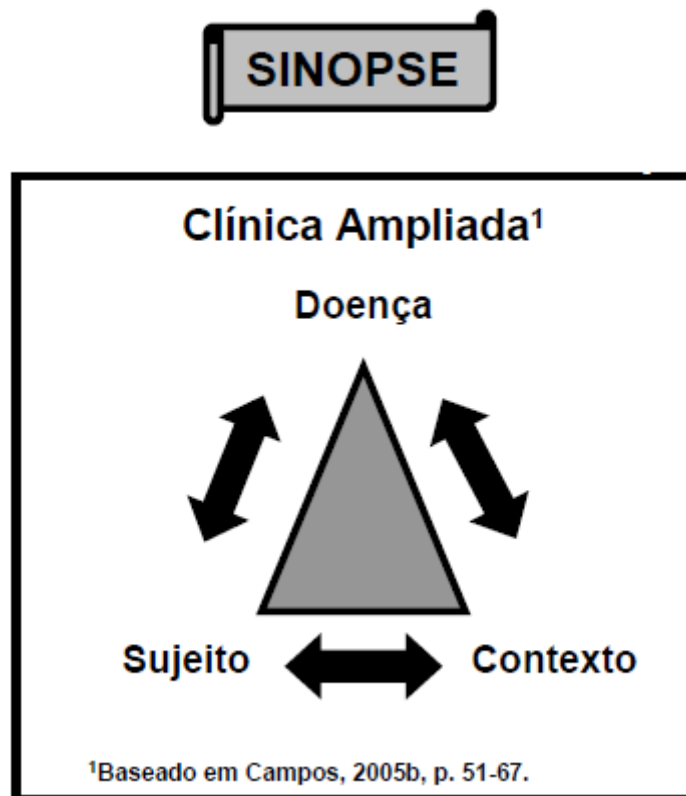 SINOPSE
Clínica Ampliada¹
Doença
Sujeito Contexto
¹Baseado em Campos, 2005b, p. 51-67.